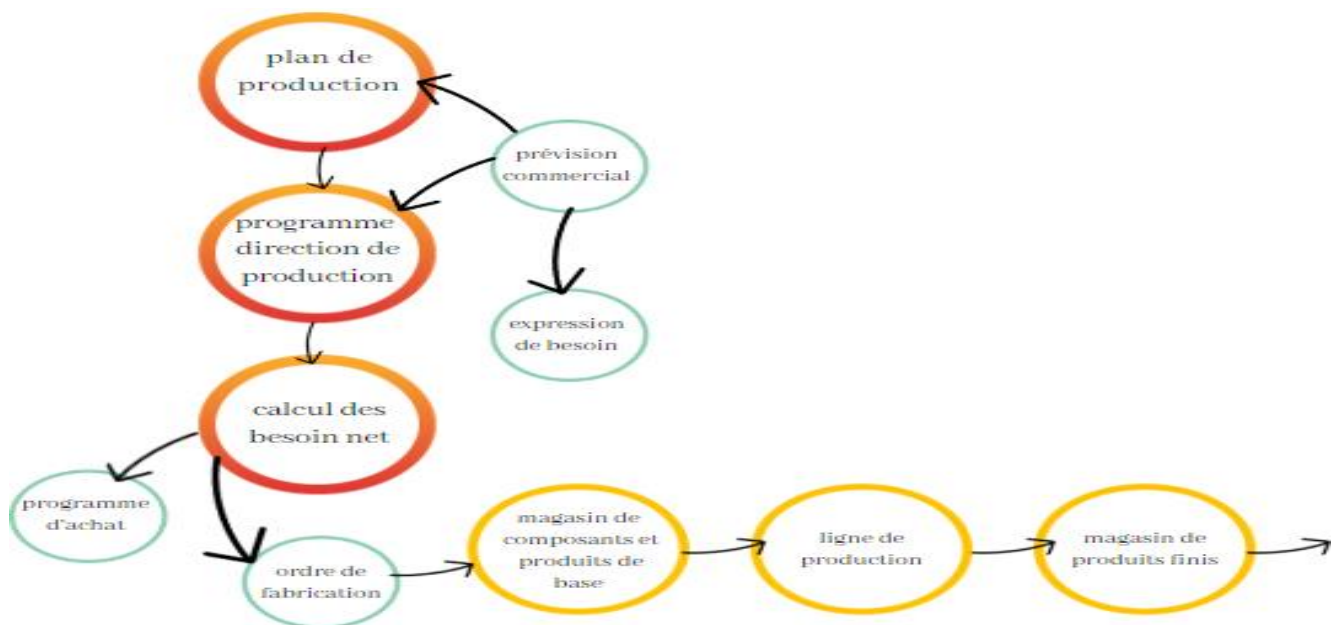 plan de
production
prévision
commercial
programme
direction de
production
expression
de besoin
calcul des
besoin net
programme
d'achat
ordre de
fabrication
magasin de
composants et
produits de
base
ligne de
production
magasin de
produits finis